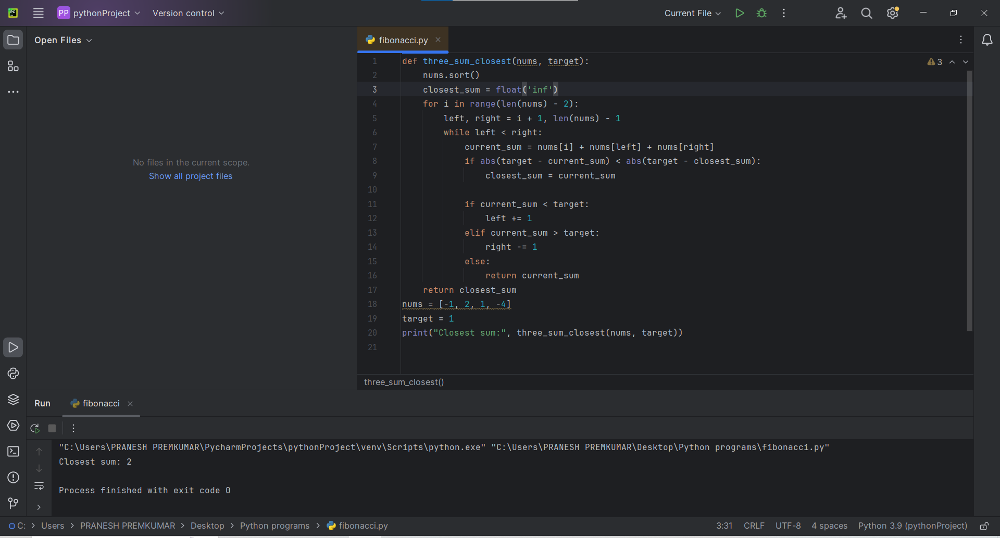 PP pythonProject Version control Current File
Open Files
fibonacci.py
No files in the current scope.
Show all project files
1 def three_sum_closest(nums, target):
2 nums.sort()
3 closest_sum = float('inf')
4 for i in range(len(nums) - 2):
5 left, right = i + 1, len(nums) - 1
6 while left < right:
7 current_sum = nums[i] + nums[left] + nums[right]
8 if abs(target - current_sum) < abs(target - closest_sum):
9 closest_sum = current_sum
10
11 if current_sum < target:
12 left += 1
13 elif current_sum > target:
14 right -= 1
15 else:
16 return current_sum
17 return closest_sum
18 nums = [-1, 2, 1, -4]
19 target = 1
20 print("Closest sum:", three_sum_closest(nums, target))
21
3
three_sum_closest()
Run fibonacci
"C:\Users\PRANESH PREMKUMAR\PycharmProjects\pythonProject\venv\Scripts\python.exe" "C:\Users\PRANESH PREMKUMAR\Desktop\Python programs\fibonacci.py"
Closest sum: 2
Process finished with exit code 0
C: > Users > PRANESH PREMKUMAR > Desktop > Python programs > fibonacci.py 3:31 CRLF UTF-8 4 spaces Python 3.9 (pythonProject)